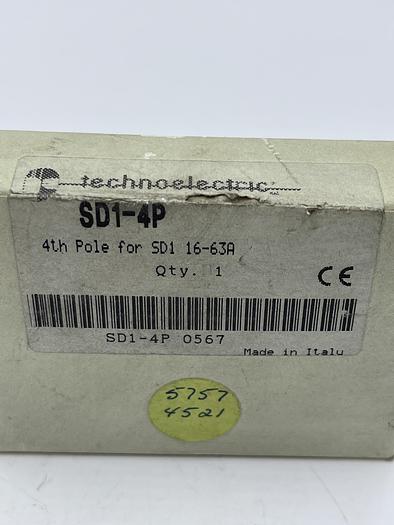 technoelectric
SD1-4P
4th Pole for SD1 16-63A
Qty. 1
CE
SD1-4P 0567
Made in Italy
5757
4521